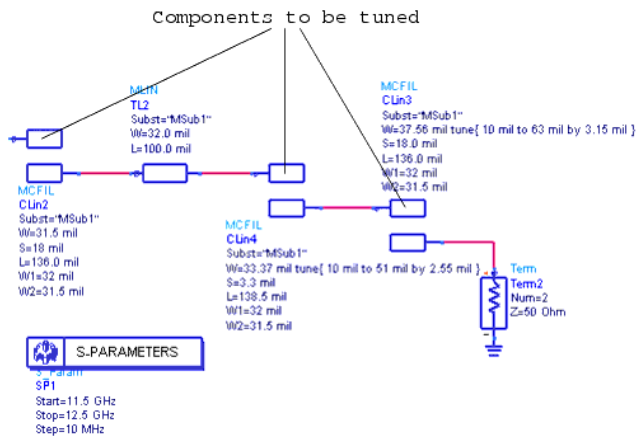 Components to be tuned
MLIN
TL2
Subst="MSub1"
W=32.0 mil
L=100.0 mil
MCFIL
CLin3
Subst="MSub1"
W=37.56 mil tune{ 10 mil to 63 mil by 3.15 mil }
S=18.0 mil
L=136.0 mil
W1=32 mil
W2=31.5 mil
MCFIL
CLin2
Subst="MSub1"
W=31.5 mil
S=18 mil
L=136.0 mil
W1=32 mil
W2=31.5 mil
MCFIL
CLin4
Subst="MSub1"
W=33.37 mil tune{ 10 mil to 51 mil by 2.55 mil }
S=3.3 mil
L=138.5 mil
W1=32 mil
W2=31.5 mil
Term
Term2
Num=2
Z=50 Ohm
S-PARAMETERS
S_Param
SP1
Start=11.5 GHz
Stop=12.5 GHz
Step=10 MHz